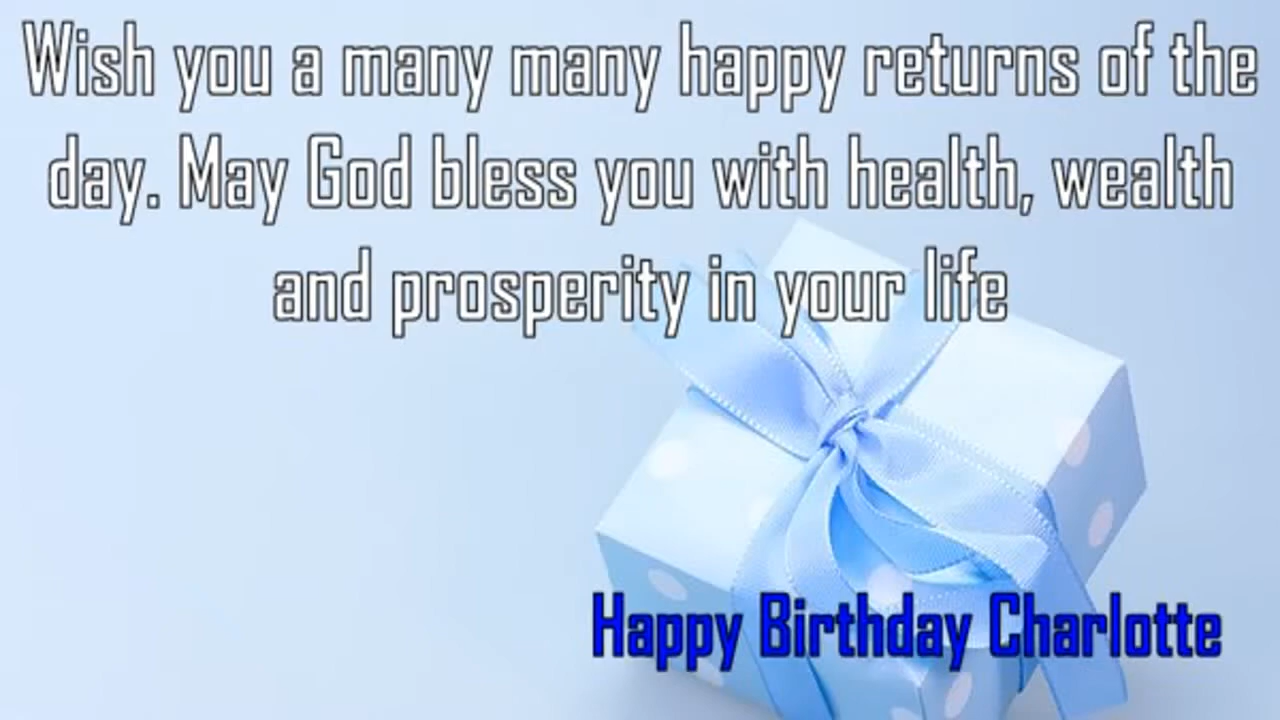 Wish you a many many happy returns of the
day. May God bless you with health, wealth
and prosperity in your life
Happy Birthday Charlotte